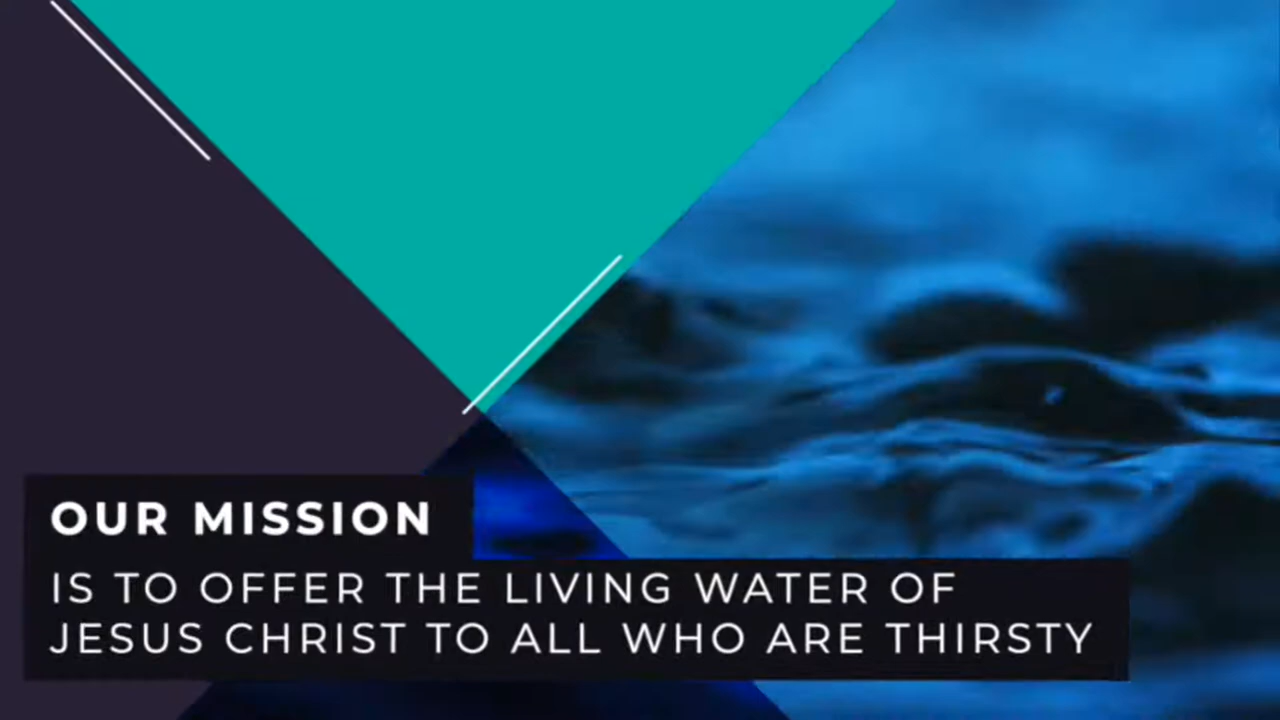 OUR MISSION
IS TO OFFER THE LIVING WATER OF
JESUS CHRIST TO ALL WHO ARE THIRSTY